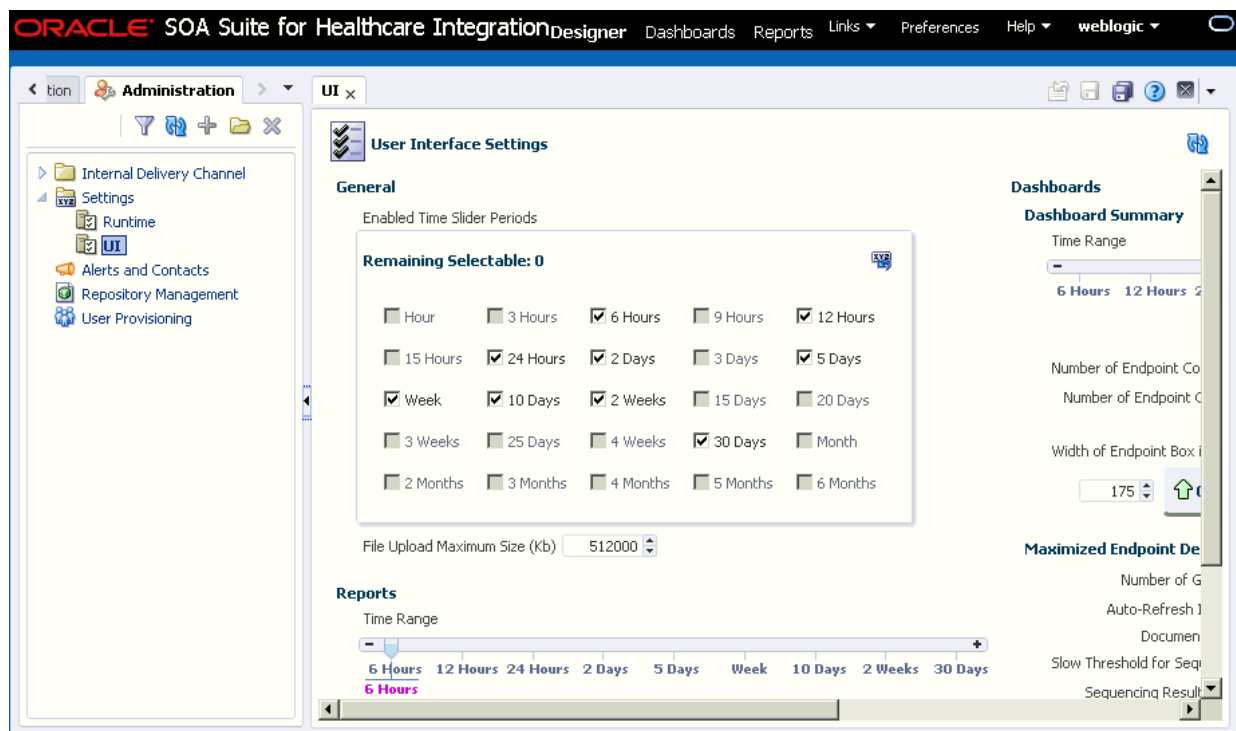 ORACLE® SOA Suite for Healthcare Integration Designer Dashboards Reports Links Preferences Help weblogic
tion Administration UI
User Interface Settings
Internal Delivery Channel
Settings
Runtime
UI
Alerts and Contacts
Repository Management
User Provisioning
General
Enabled Time Slider Periods
Remaining Selectable: 0
XYZ
Hour 3 Hours 6 Hours 9 Hours 12 Hours
15 Hours 24 Hours 2 Days 3 Days 5 Days
Week 10 Days 2 Weeks 15 Days 20 Days
3 Weeks 25 Days 4 Weeks 30 Days Month
2 Months 3 Months 4 Months 5 Months 6 Months
File Upload Maximum Size (Kb) 512000
Reports
Time Range
6 Hours 12 Hours 24 Hours 2 Days 5 Days Week 10 Days 2 Weeks 30 Days
6 Hours
Dashboards
Dashboard Summary
Time Range
6 Hours 12 Hours 2
Number of Endpoint Co
Number of Endpoint
Width of Endpoint Box i
175
Maximized Endpoint De
Number of G
Auto-Refresh
Documen
Slow Threshold for Seq
Sequencing Result